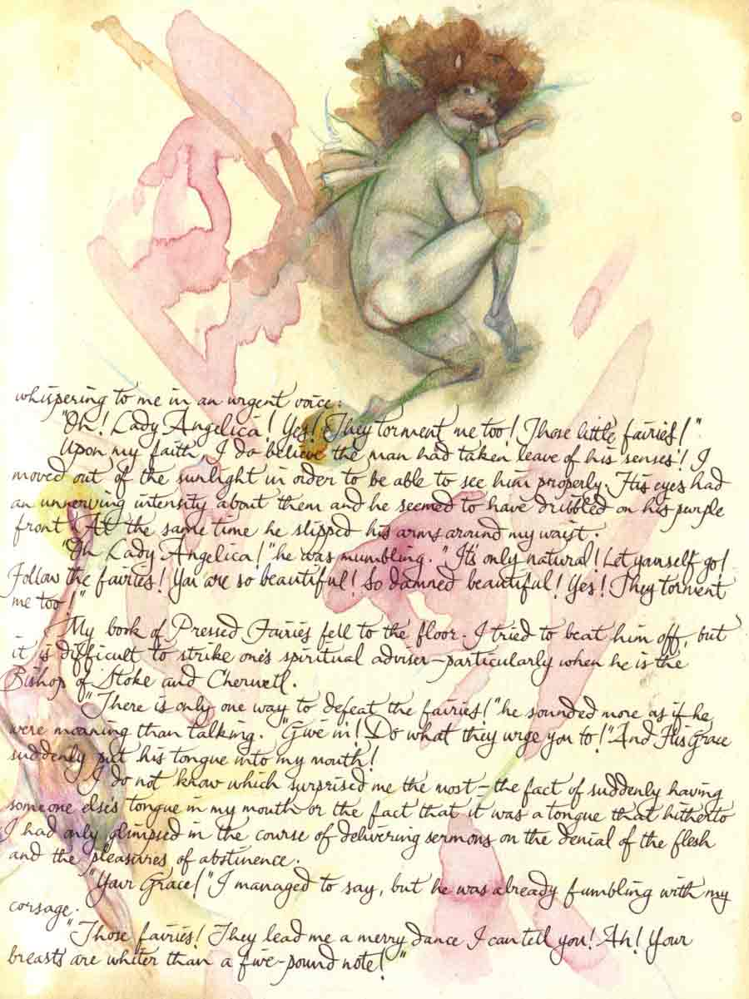 whispering to me in an urgent voice:
"Oh! Lady Angelica! Yes! They torment me too! Those little fairies!"
Upon my faith, I do believe the man had taken leave of his senses! I
moved out of the sunlight in order to be able to see him properly. His eyes had
an unnerving intensity about them and he seemed to have dribbled on his purple
front. At the same time he slipped his arms around my waist.
"Oh Lady Angelica!" he was mumbling. "It's only natural! Let yourself go!
Follow the fairies! You are so beautiful! So damned beautiful! Yes! They torment
me too!"
My book of Pressed Fairies fell to the floor. I tried to beat him off, but
it is difficult to strike one's spiritual adviser—particularly when he is the
Bishop of Stoke and Cherwell.
"There is only one way to defeat the fairies!" he sounded more as if he
were moaning than talking. "Give in! Do what they urge you to!" And His Grace
suddenly put his tongue into my mouth!
I do not know which surprised me the most—the fact of suddenly having
someone else's tongue in my mouth or the fact that it was a tongue that hitherto
I had only glimpsed in the course of delivering sermons on the denial of the flesh
and the pleasures of abstinence.
"Your Grace!" I managed to say, but he was already fumbling with my
corsage.
"Those fairies! They lead me a merry dance I can tell you! Ah! Your
breasts are whiter than a five-pound note!"